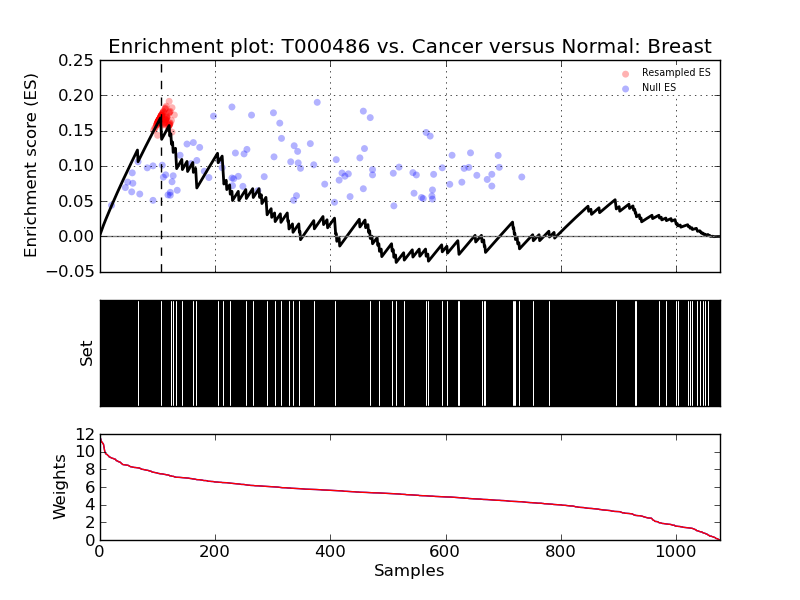 Enrichment plot: T000486 vs. Cancer versus Normal: Breast
Enrichment score (ES)
0.25
0.20
0.15
0.10
0.05
0.00
−0.05
Resampled ES
Null ES
Set
Weights
12
10
8
6
4
2
0
0 200 400 600 800 1000
Samples